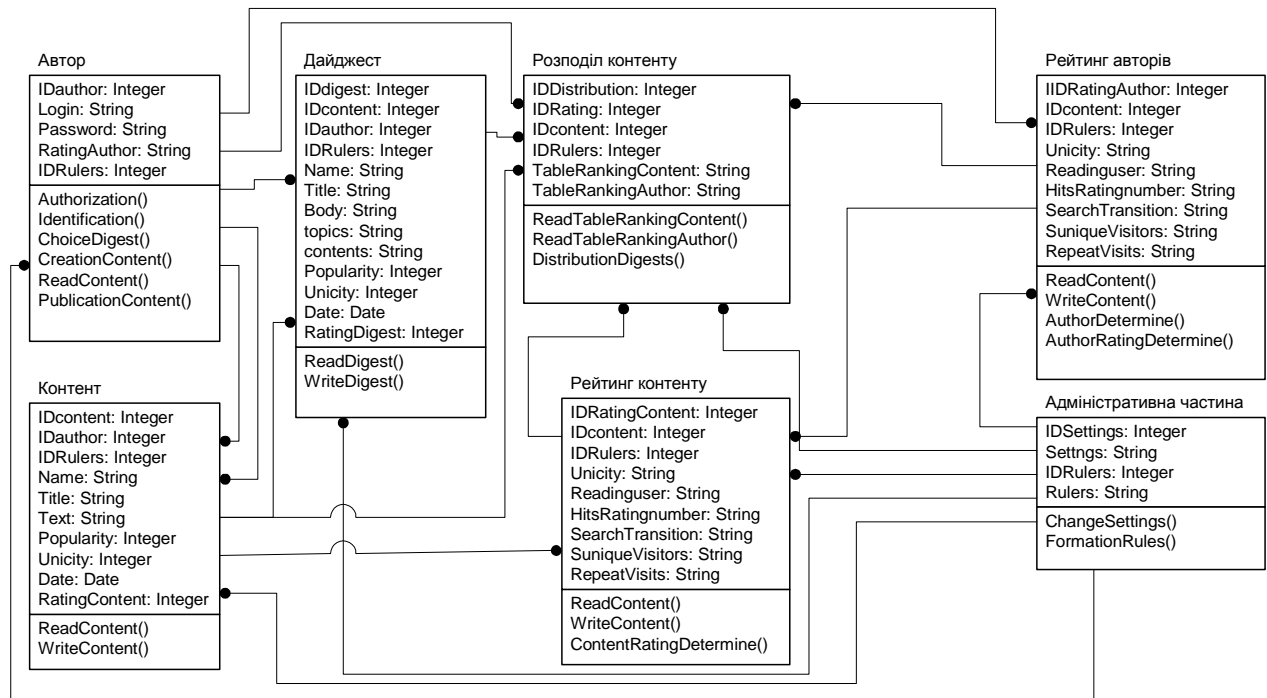 Автор
IDauthor: Integer
Login: String
Password: String
RatingAuthor: String
IDRulers: Integer
Authorization()
Identification()
ChoiceDigest()
CreationContent()
ReadContent()
PublicationContent()
Дайджест
IDdigest: Integer
IDcontent: Integer
IDauthor: Integer
IDRulers: Integer
Name: String
Title: String
Body: String
topics: String
contents: String
Popularity: Integer
Unicity: Integer
Date: Date
RatingDigest: Integer
ReadDigest()
WriteDigest()
Розподіл контенту
IDDistribution: Integer
IDRating: Integer
IDcontent: Integer
IDRulers: Integer
TableRankingContent: String
TableRankingAuthor: String
ReadTableRankingContent()
ReadTableRankingAuthor()
DistributionDigests()
Рейтинг авторів
IIDRatingAuthor: Integer
IDcontent: Integer
IDRulers: Integer
Unicity: String
Readinguser: String
HitsRatingnumber: String
SearchTransition: String
SuniqueVisitors: String
RepeatVisits: String
ReadContent()
WriteContent()
AuthorDetermine()
AuthorRatingDetermine()
Контент
IDcontent: Integer
IDauthor: Integer
IDRulers: Integer
Name: String
Title: String
Text: String
Popularity: Integer
Unicity: Integer
Date: Date
RatingContent: Integer
ReadContent()
WriteContent()
Рейтинг контенту
IDRatingContent: Integer
IDcontent: Integer
IDRulers: Integer
Unicity: String
Readinguser: String
HitsRatingnumber: String
SearchTransition: String
SuniqueVisitors: String
RepeatVisits: String
ReadContent()
WriteContent()
ContentRatingDetermine()
Адміністративна частина
IDSettings: Integer
Settngs: String
IDRulers: Integer
Rulers: String
ChangeSettings()
FormationRules()